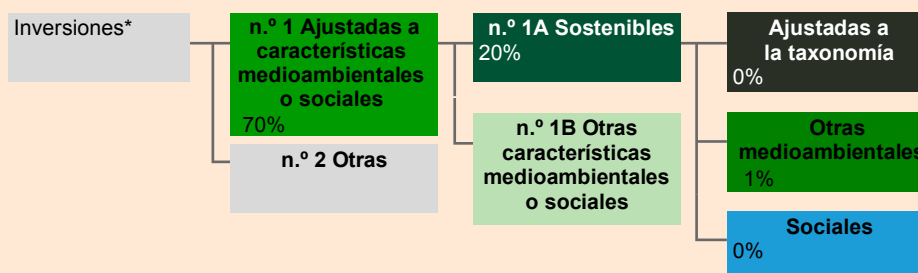 Inversiones*
n.º 1 Ajustadas a
características
medioambientales
o sociales
70%
n.º 2 Otras
n.º 1A Sostenibles
20%
n.º 1B Otras
características
medioambientales
o sociales
Ajustadas a
la taxonomía
0%
Otras
medioambientales
1%
Sociales
0%